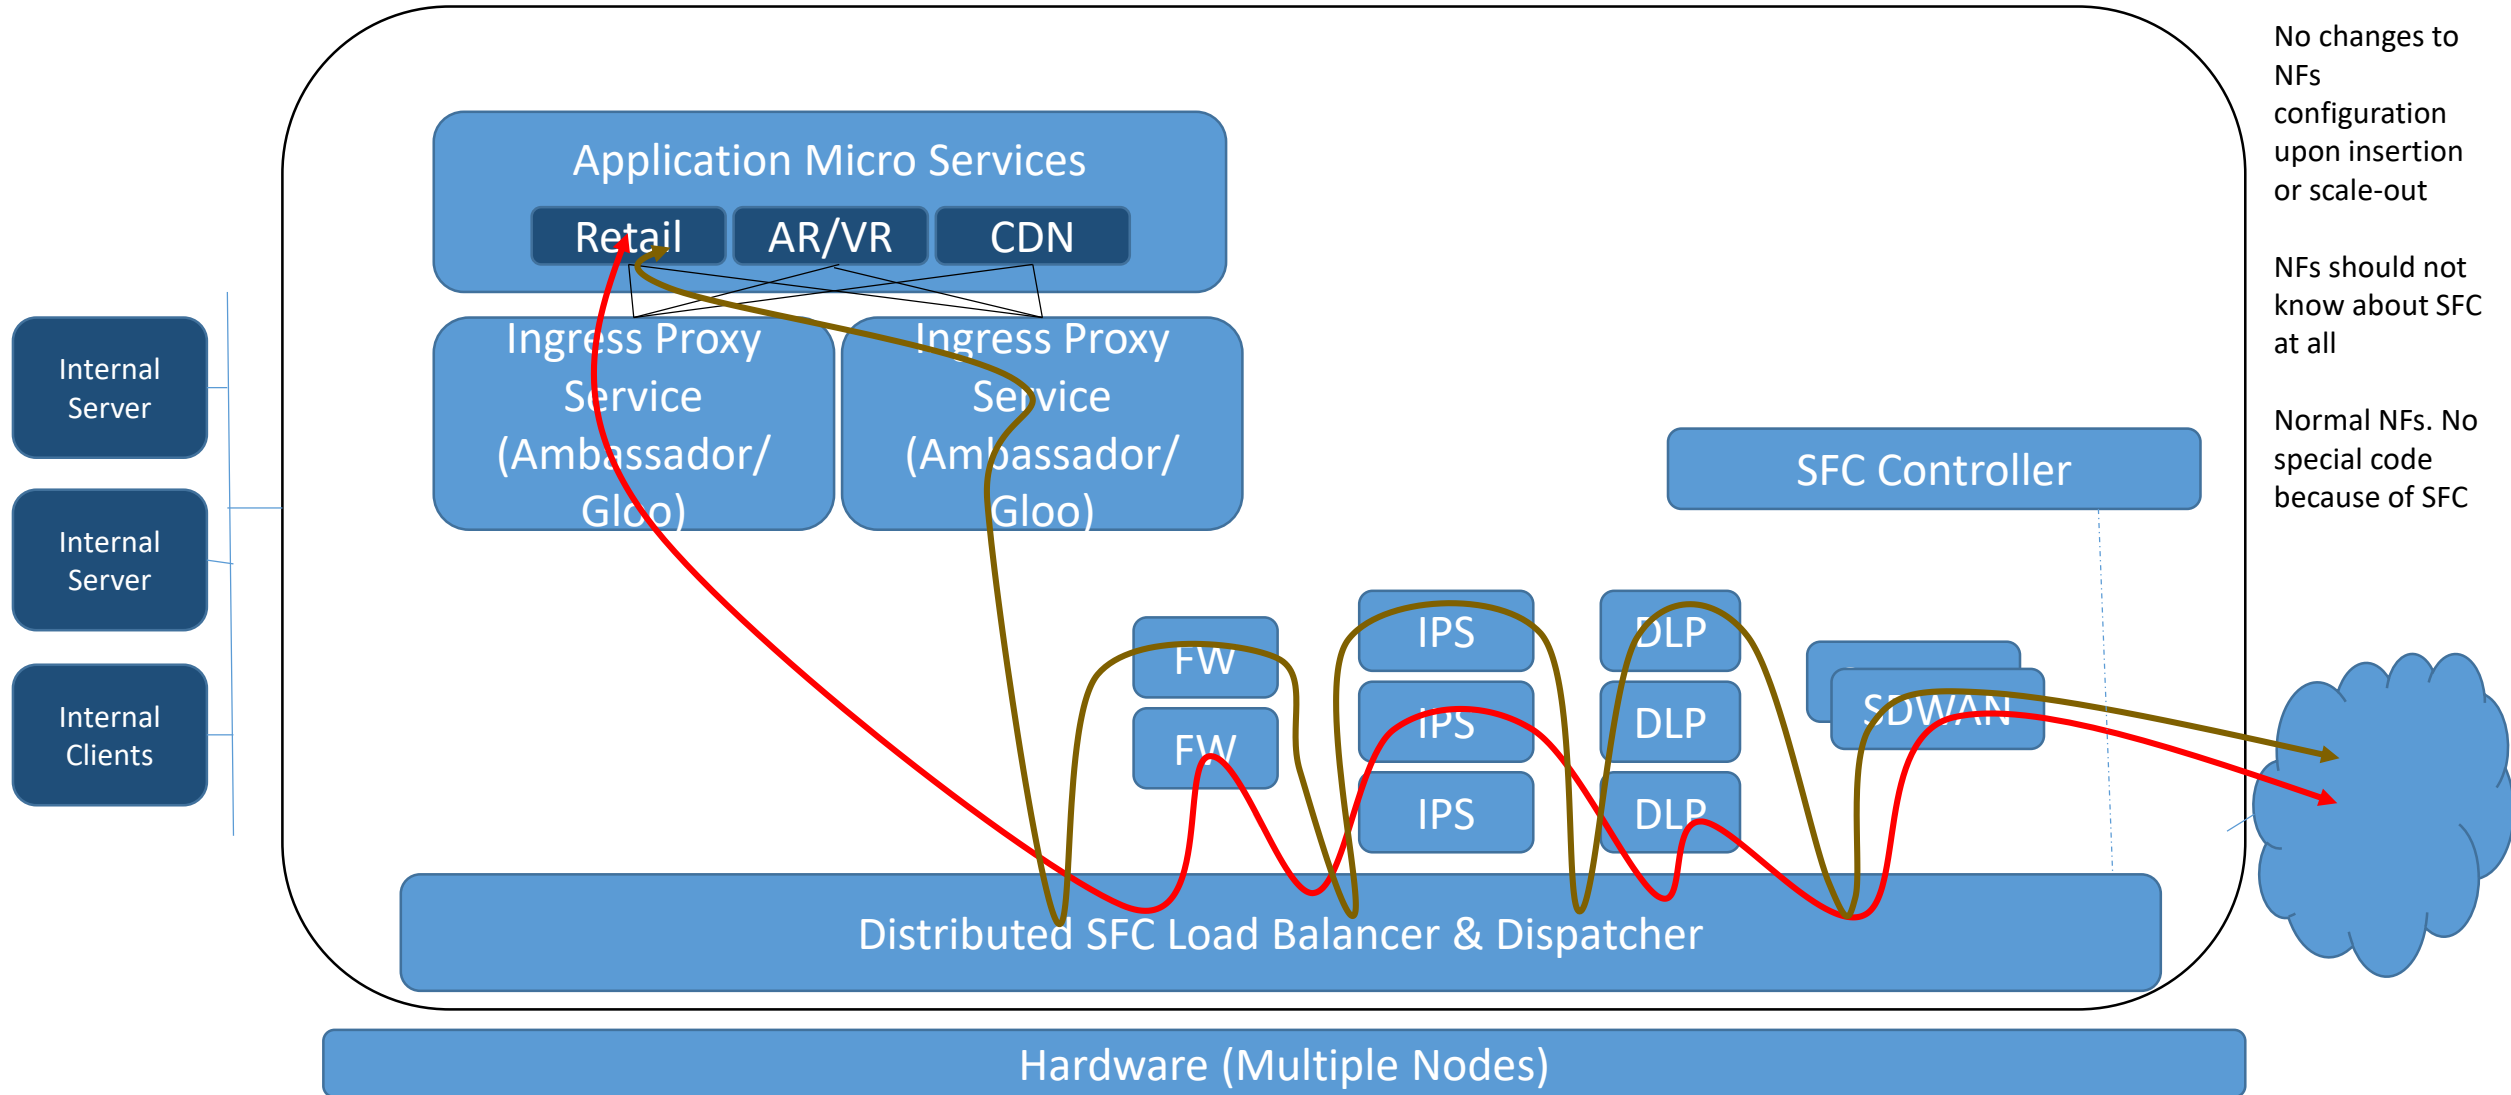 No changes to
NFs
configuration
upon insertion
or scale-out
NFs should not
know about SFC
at all
Normal NFs. No
special code
because of SFC
Application Micro Services
Retail
AR/VR
CDN
Ingress Proxy
Service
(Ambassador/
Gloo)
Ingress Proxy
Service
(Ambassador/
Gloo)
Internal
Server
Internal
Server
Internal
Clients
SFC Controller
FW
FW
IPS
IPS
IPS
DLP
DLP
DLP
SDWAN
Distributed SFC Load Balancer & Dispatcher
Hardware (Multiple Nodes)